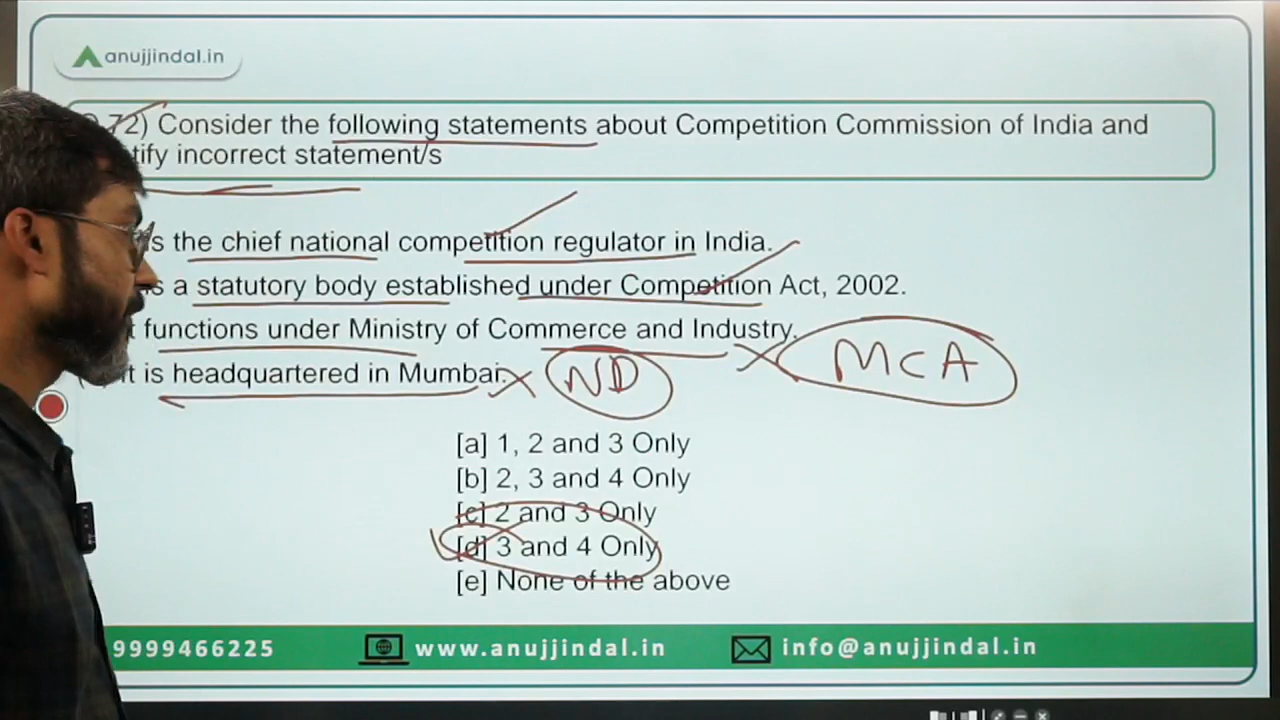 anujjindal.in
72) Consider the following statements about Competition Commission of India and
tify incorrect statement/s
is the chief national competition regulator in India.
is a statutory body established under Competition Act, 2002.
t functions under Ministry of Commerce and Industry.
MCA
It is headquartered in Mumbai.
ND
[a] 1, 2 and 3 Only
[b] 2, 3 and 4 Only
[c] 2 and 3 Only
[d] 3 and 4 Only
[e] None of the above
9999466225 www.anujjindal.in info@anujjindal.in